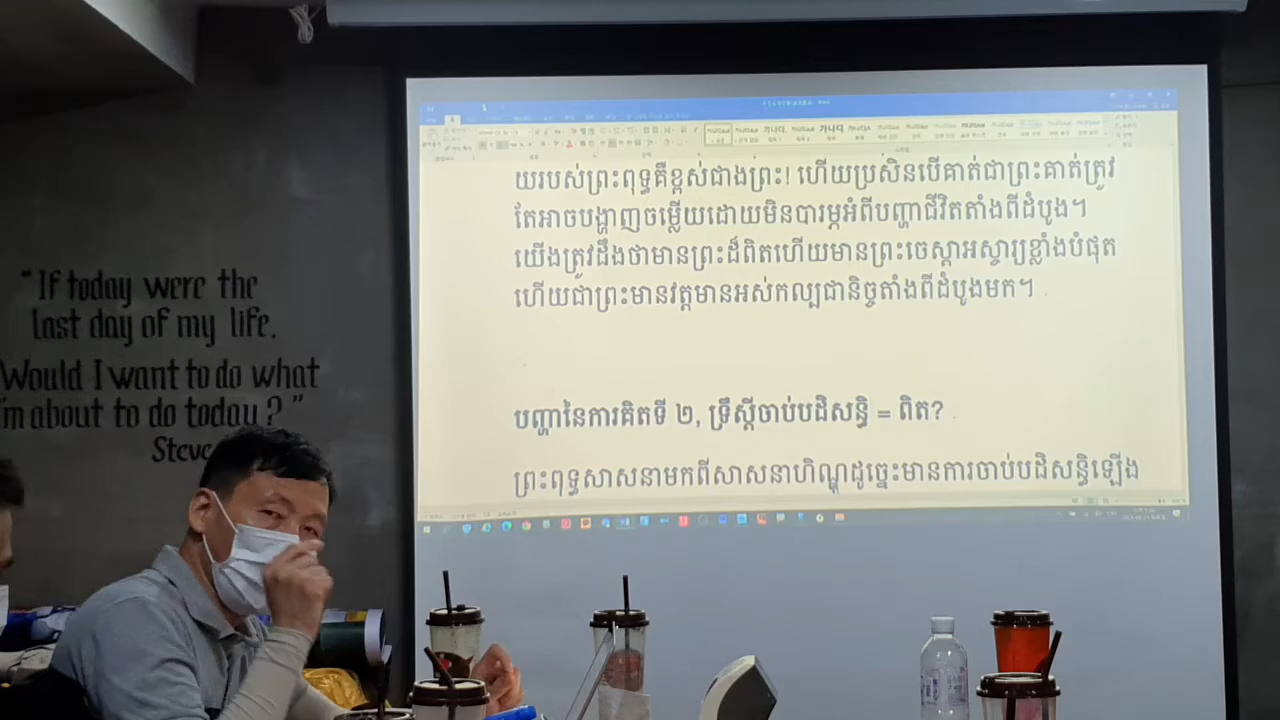 "If today were the
last day of my life.
Would I want to do what
I'm about to do today?"
Steve
យរបស់ព្រះពុទ្ធគឺខ្ពស់ជាងព្រះ! ហើយប្រសិនបើគាត់ជាព្រះគាត់ត្រូវ
តែអាចបង្ហាញចម្លើយដោយមិនបារម្ភអំពីបញ្ហាជីវិតតាំងពីដំបូង។
យើងត្រូវដឹងថាមានព្រះដ៏ពិតហើយមានព្រះចេស្តាអស្ចារ្យខ្លាំងបំផុត
ហើយជាព្រះមានវត្តមានអស់កល្បជានិច្ចតាំងពីដំបូងមក។
បញ្ហានៃការគិតទី ២, ទ្រឹស្តីចាប់បដិសន្ធិ = ពិត?
ព្រះពុទ្ធសាសនាមកពីសាសនាហិណ្ឌូដូច្នេះមានការចាប់បដិសន្ធិឡើង